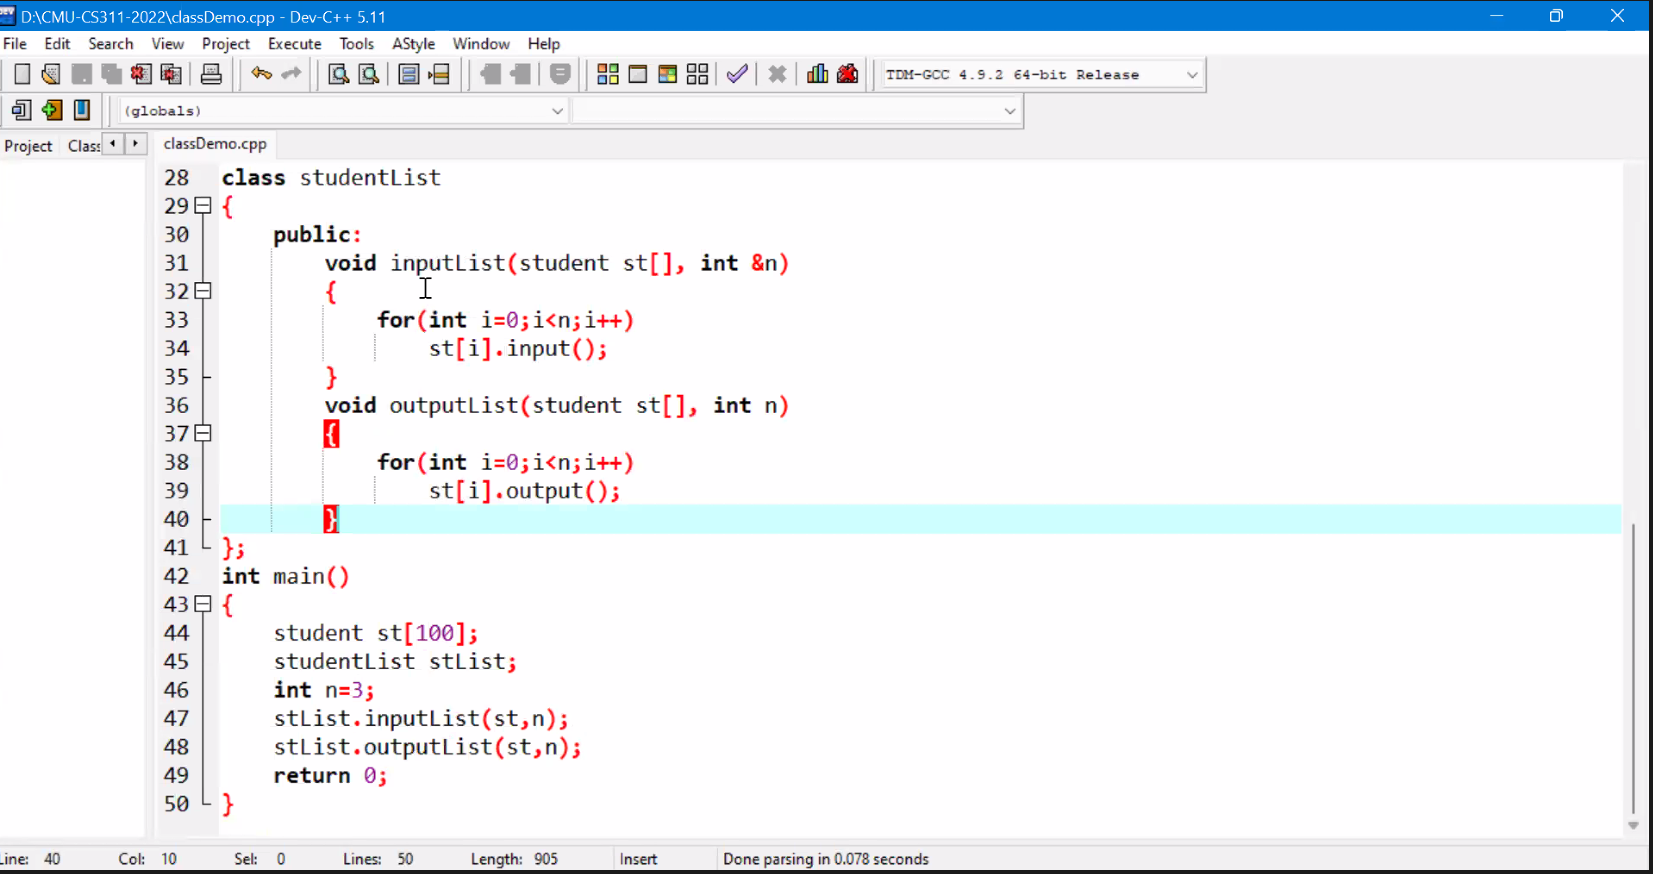 D:\CMU-CS311-2022\classDemo.cpp - Dev-C++ 5.11
File Edit Search View Project Execute Tools AStyle Window Help
TDM-GCC 4.9.2 64-bit Release
(globals)
Project Class classDemo.cpp
28 class studentList
29 {
30 public:
31 void inputList(student st[], int &n)
32 {
33 for(int i=0;i<n;i++)
34 st[i].input();
35 }
36 void outputList(student st[], int n)
37 {
38 for(int i=0;i<n;i++)
39 st[i].output();
40 }
41 };
42 int main()
43 {
44 student st[100];
45 studentList stList;
46 int n=3;
47 stList.inputList(st,n);
48 stList.outputList(st,n);
49 return 0;
50 }
Line: 40 Col: 10 Sel: 0 Lines: 50 Length: 905 Insert Done parsing in 0.078 seconds